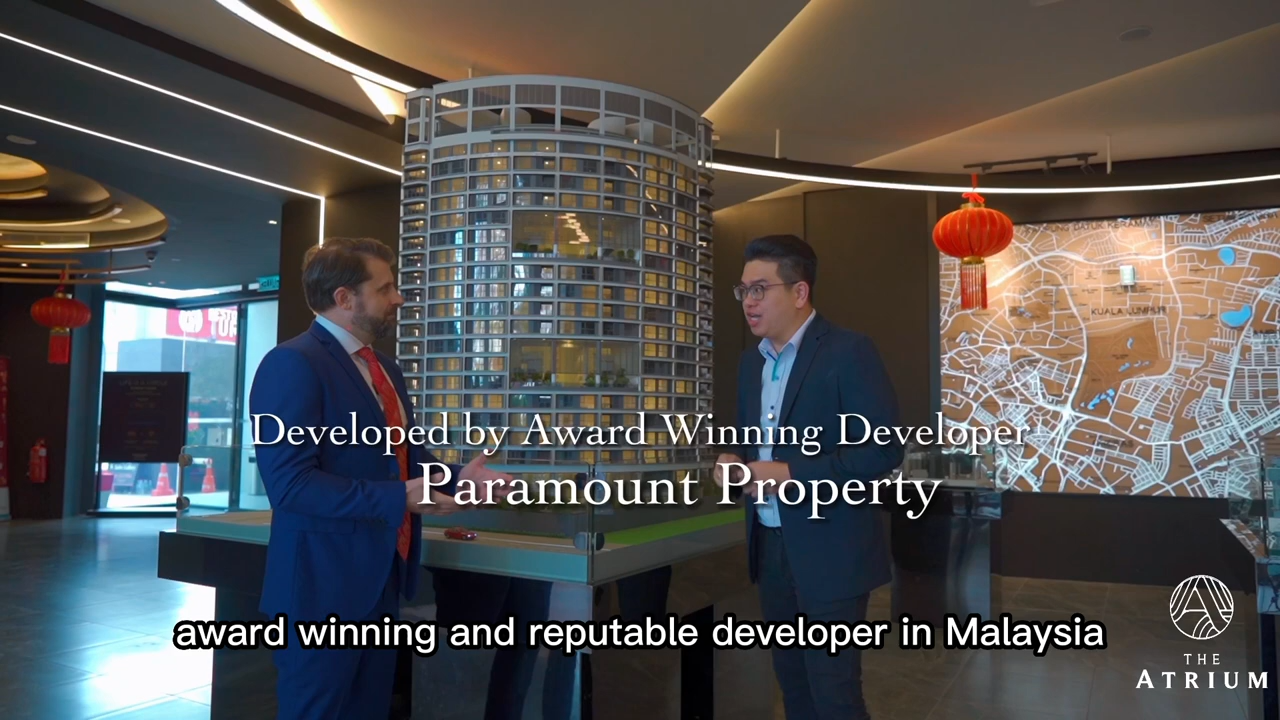 KUALA LUMPUR
Developed by Award Winning Developer
Paramount Property
award winning and reputable developer in Malaysia
THE
ATRIUM